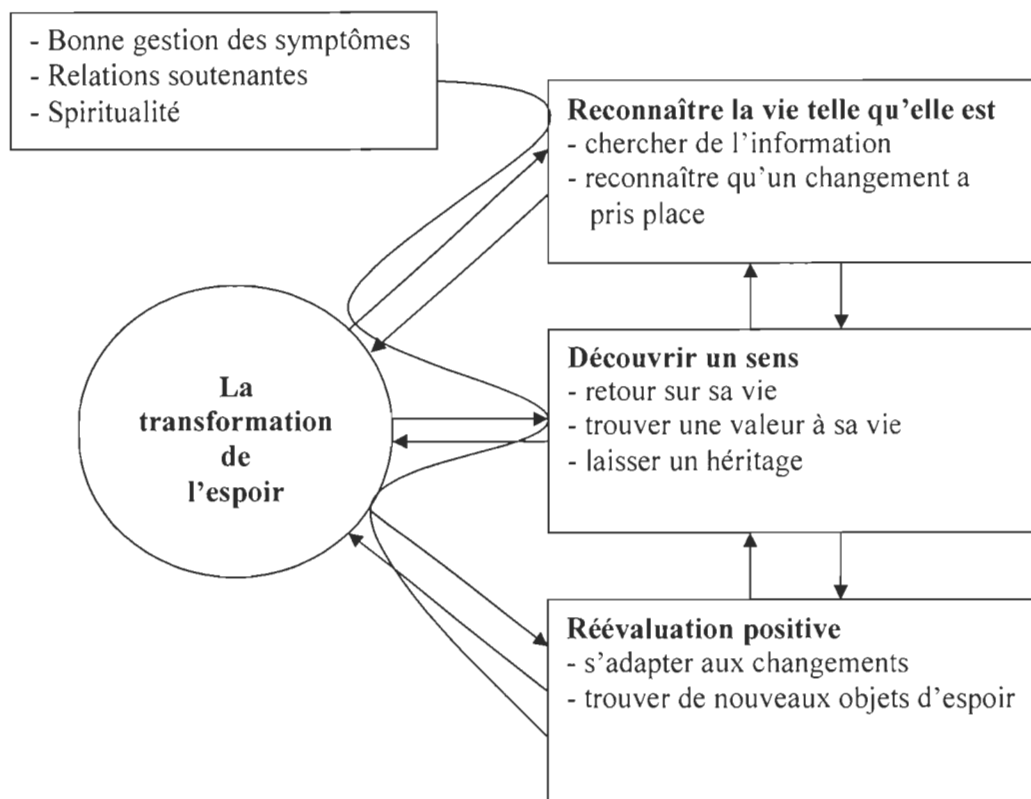 - Bonne gestion des symptômes
- Relations soutenantes
- Spiritualité
Reconnaître la vie telle qu'elle est
- chercher de l'information
- reconnaître qu'un changement a
pris place
La
transformation
de
l'espoir
Découvrir un sens
- retour sur sa vie
- trouver une valeur à sa vie
- laisser un héritage
Réévaluation positive
- s'adapter aux changements
- trouver de nouveaux objets d'espoir